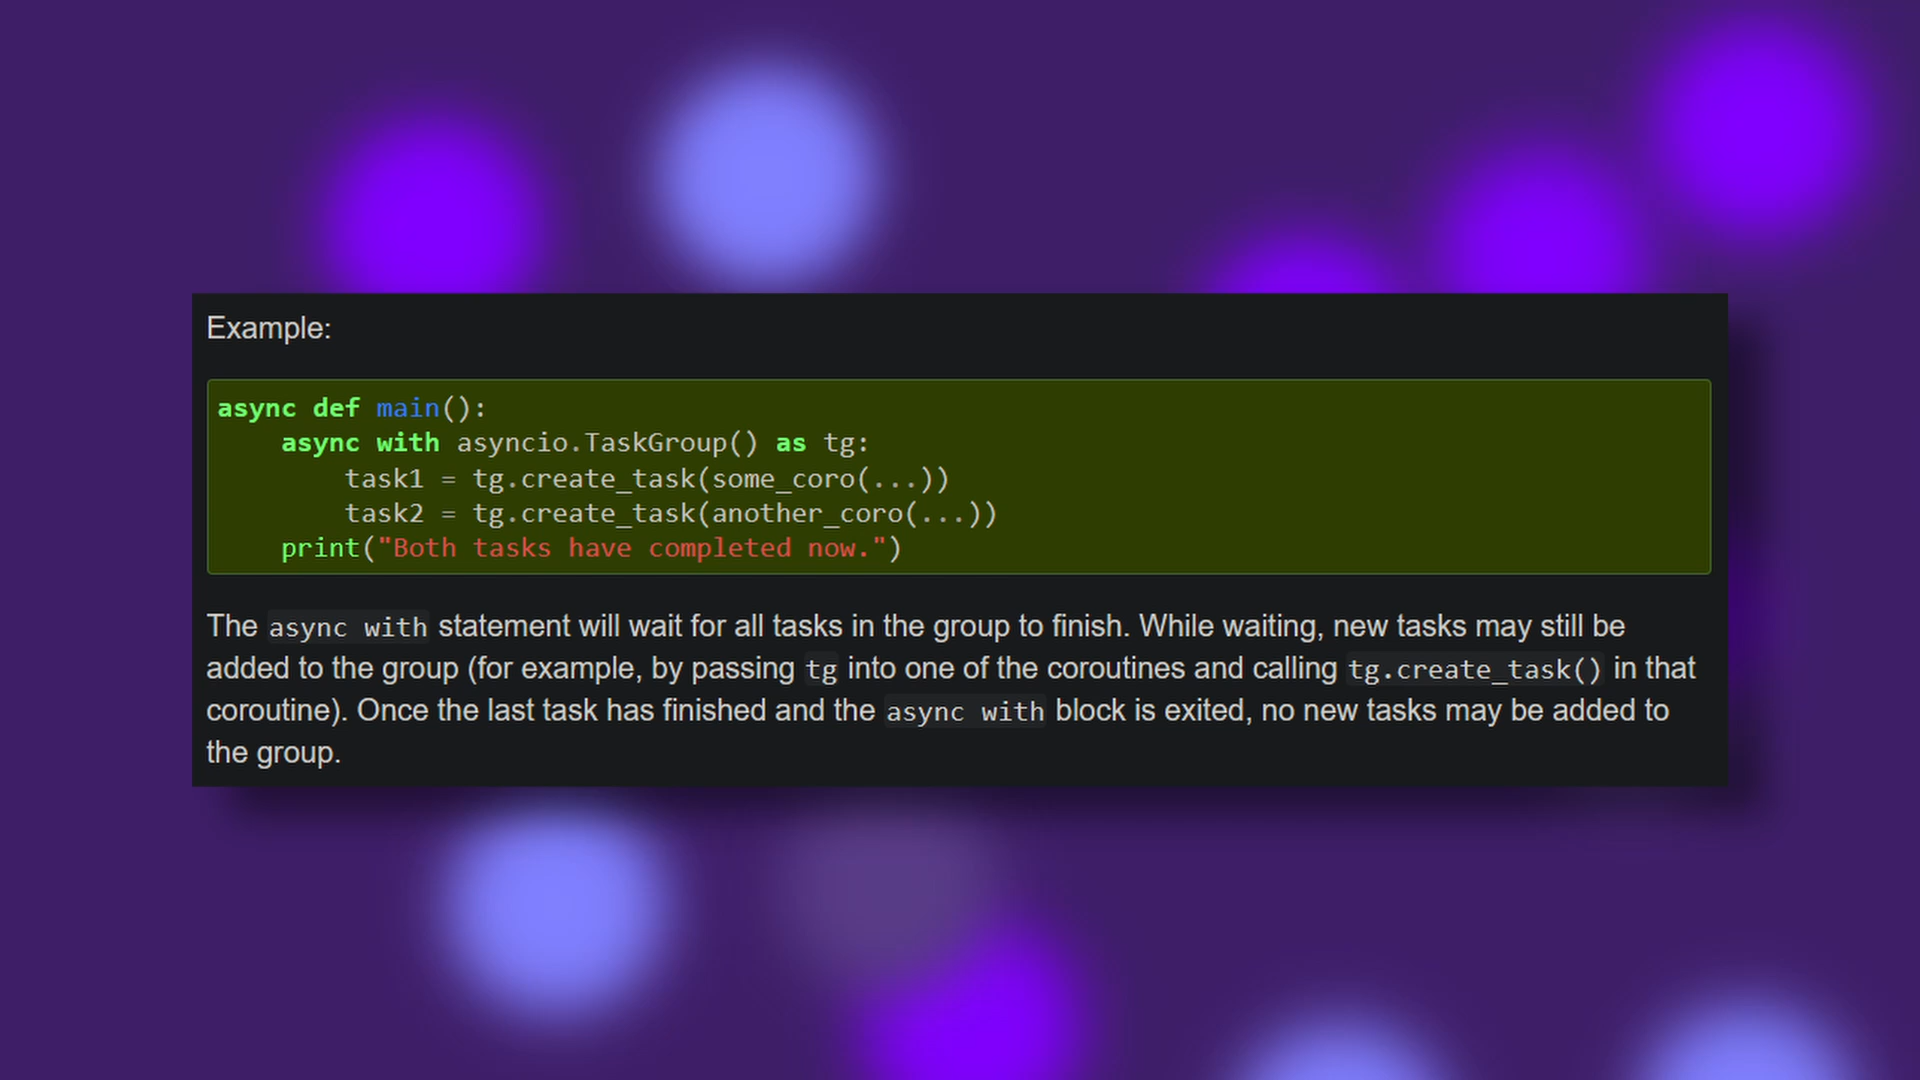 Example:
async def main():
    async with asyncio.TaskGroup() as tg:
        task1 = tg.create_task(some_coro(...))
        task2 = tg.create_task(another_coro(...))
    print("Both tasks have completed now.")
The async with statement will wait for all tasks in the group to finish. While waiting, new tasks may still be
added to the group (for example, by passing tg into one of the coroutines and calling tg.create_task() in that
coroutine). Once the last task has finished and the async with block is exited, no new tasks may be added to
the group.